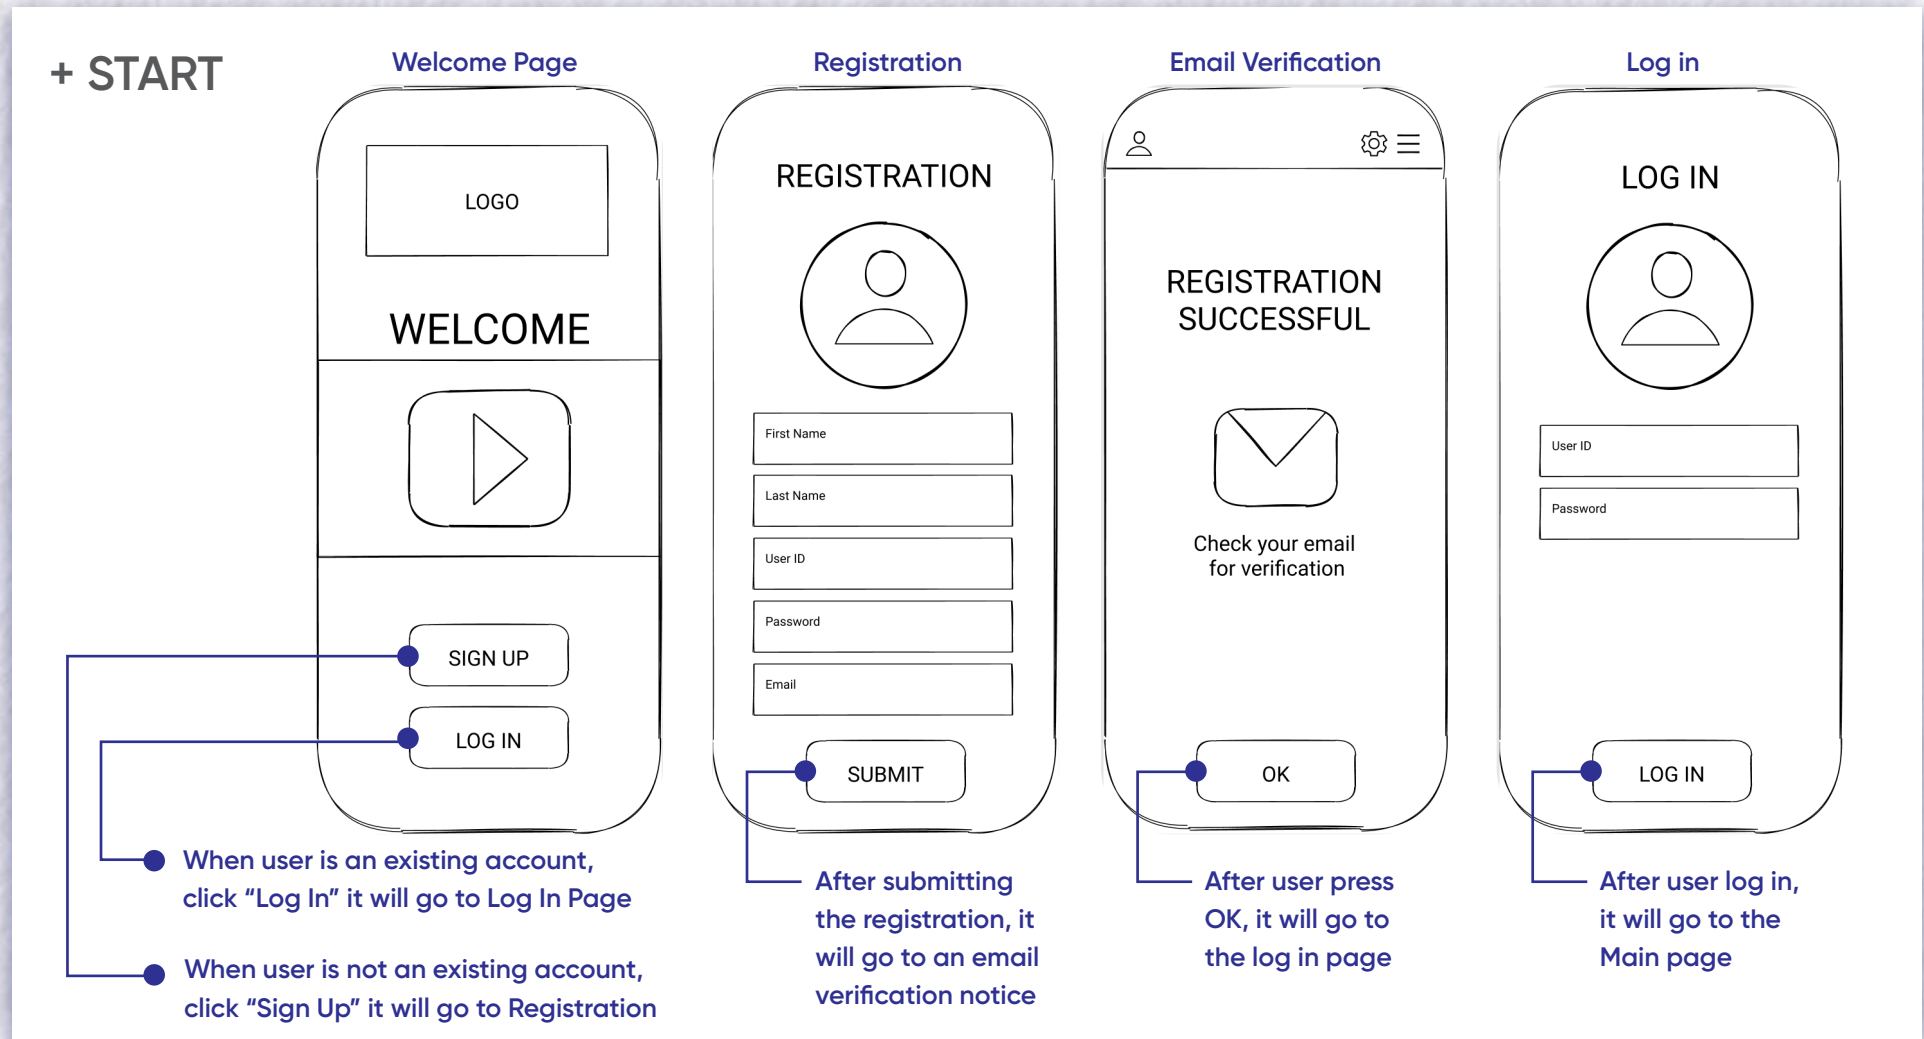 + START
Welcome Page
LOGO
WELCOME
SIGN UP
LOG IN
When user is an existing account,
click “Log In” it will go to Log In Page
When user is not an existing account,
click “Sign Up” it will go to Registration
Registration
REGISTRATION
First Name
Last Name
User ID
Password
Email
SUBMIT
After submitting
the registration, it
will go to an email
verification notice
Email Verification
REGISTRATION
SUCCESSFUL
Check your email
for verification
OK
After user press
OK, it will go to
the log in page
Log in
LOG IN
User ID
Password
LOG IN
After user log in,
it will go to the
Main page